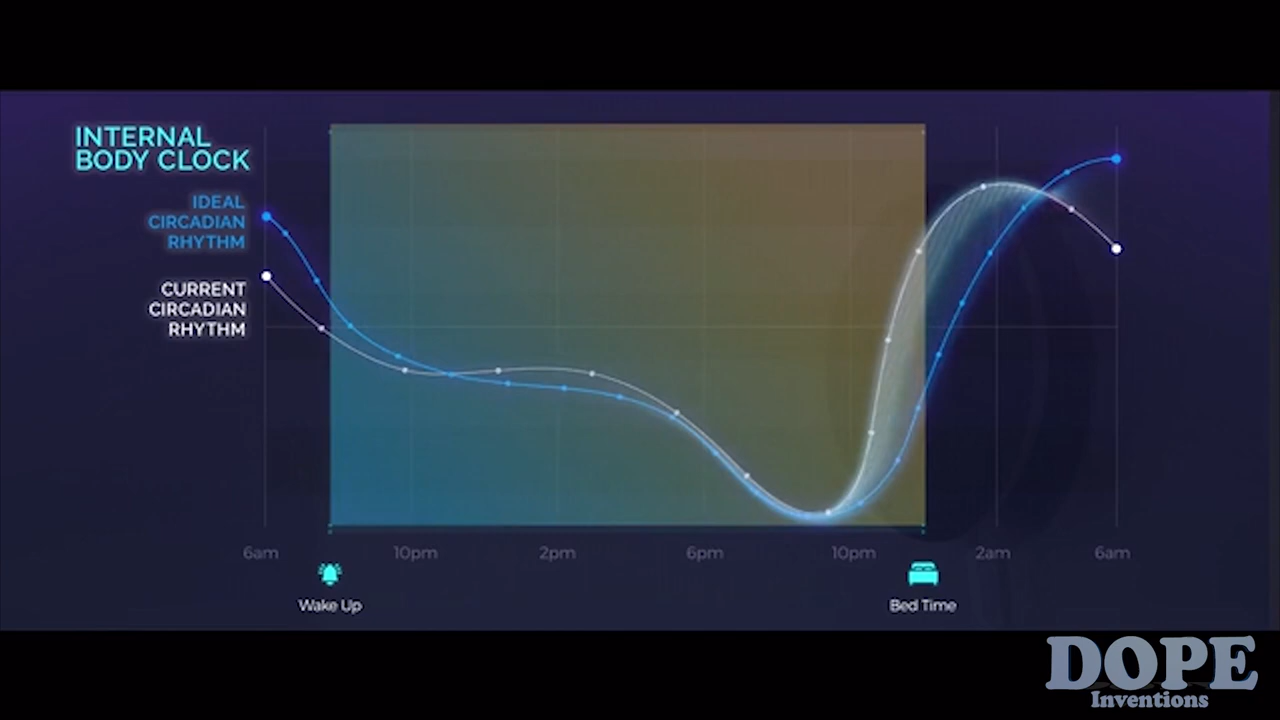 INTERNAL
BODY CLOCK
IDEAL
CIRCADIAN
RHYTHM
CURRENT
CIRCADIAN
RHYTHM
6am 10pm 2pm 6pm 10pm 2am 6am
Wake Up Bed Time
DOPE
Inventions